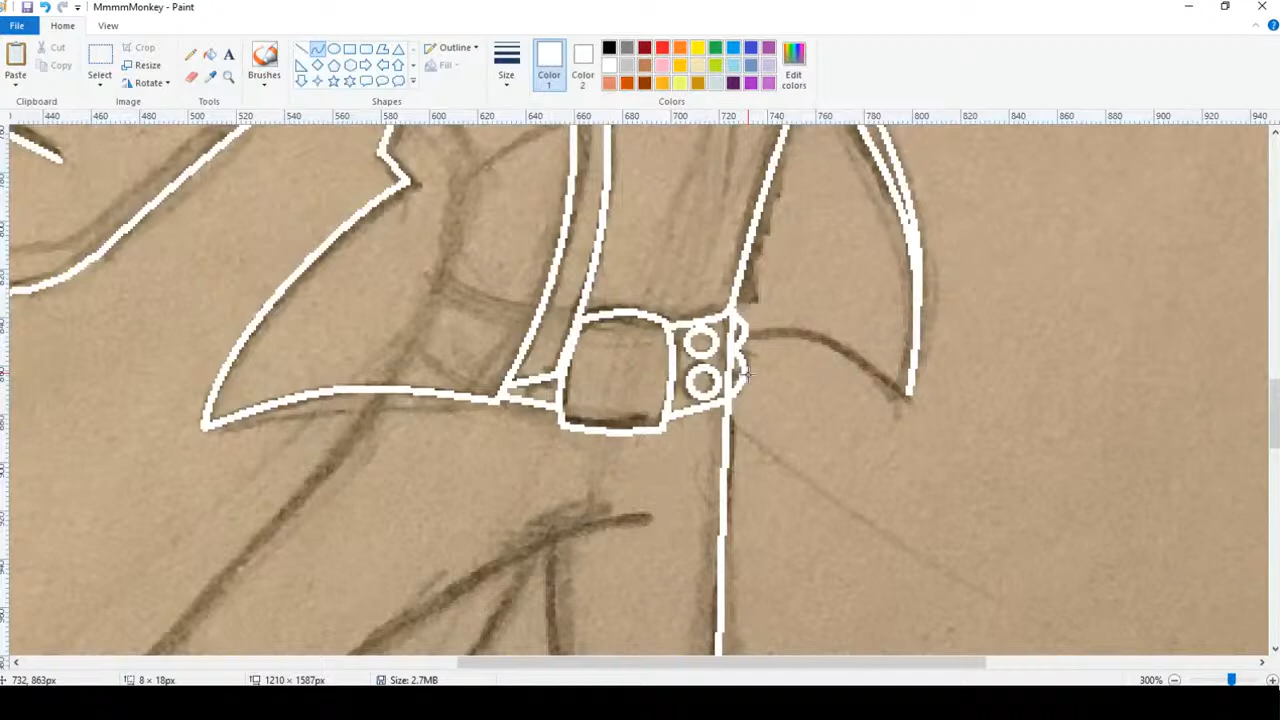 MmmmMonkey - Paint
File Home View
Paste
Cut
Copy
Clipboard
Select
Crop
Resize
Rotate
Image
A
Tools
Brushes
Outline
Fill
Shapes
Size
Color 1
Color 2
Edit colors
Colors
440 460 480 500 520 540 560 580 600 620 640 660 680 700 720 740 760 780 800 820 840 860 880 900 920 940
732, 863px 8 × 18px 1210 × 1587px Size: 2.7MB 300%